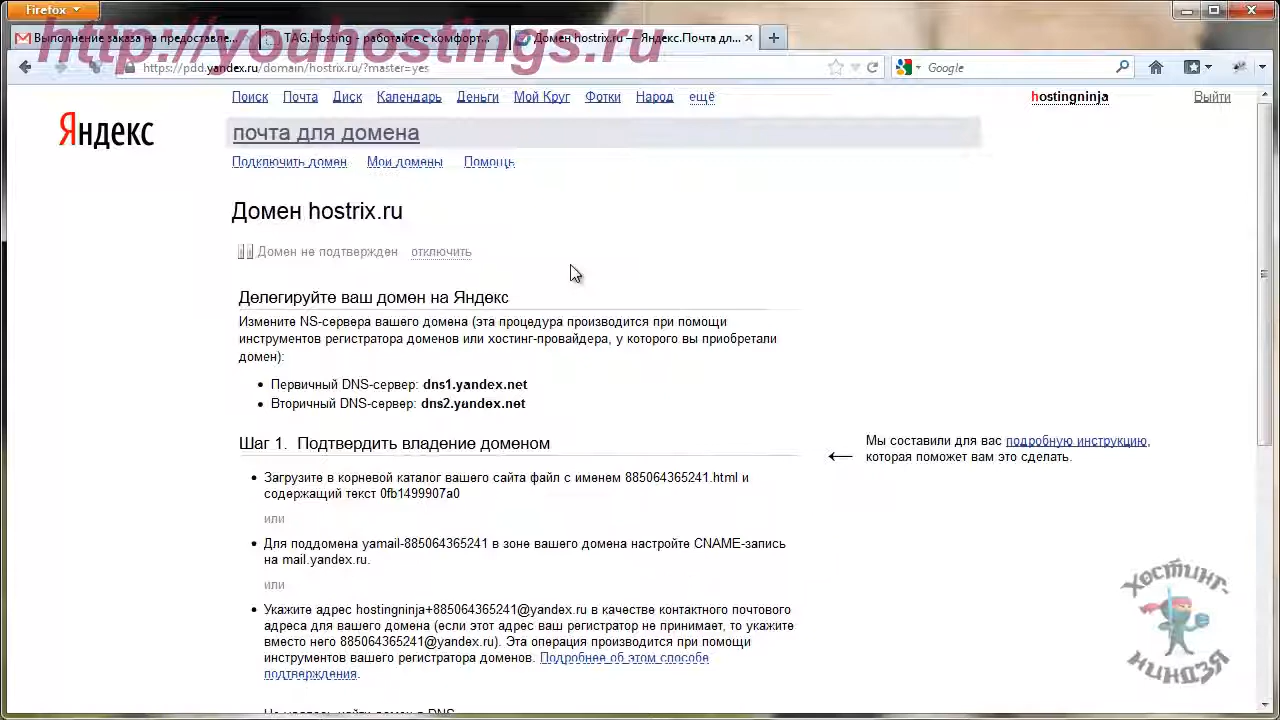 Firefox
Выполнение заказа на предоставле...
TAG.Hosting - работайте с комфорт...
Домен hostrix.ru — Яндекс.Почта дл...
http://youhostings.ru
https://pdd.yandex.ru/domain/hostrix.ru/?master=yes
Google
Поиск Почта Диск Календарь Деньги Мой Круг Фотки Народ ещё
hostingninja
Выйти
Яндекс
почта для домена
Подключить домен Мои домены Помощь
Домен hostrix.ru
Домен не подтвержден отключить
Делегируйте ваш домен на Яндекс
Измените NS-сервера вашего домена (эта процедура производится при помощи
инструментов регистратора доменов или хостинг-провайдера, у которого вы приобретали
домен):
Первичный DNS-сервер: dns1.yandex.net
Вторичный DNS-сервер: dns2.yandex.net
Шаг 1. Подтвердить владение доменом
Мы составили для вас подробную инструкцию,
которая поможет вам это сделать.
Загрузите в корневой каталог вашего сайта файл с именем 885064365241.html и
содержащий текст 0fb1499907a0
или
Для поддомена yamail-885064365241 в зоне вашего домена настройте CNAME-запись
на mail.yandex.ru.
или
Укажите адрес hostingninja+885064365241@yandex.ru в качестве контактного почтового
адреса для вашего домена (если этот адрес ваш регистратор не принимает, то укажите
вместо него 885064365241@yandex.ru). Эта операция производится при помощи
инструментов вашего регистратора доменов. Подробнее об этом способе
подтверждения.
Хостинг-
ниндзя